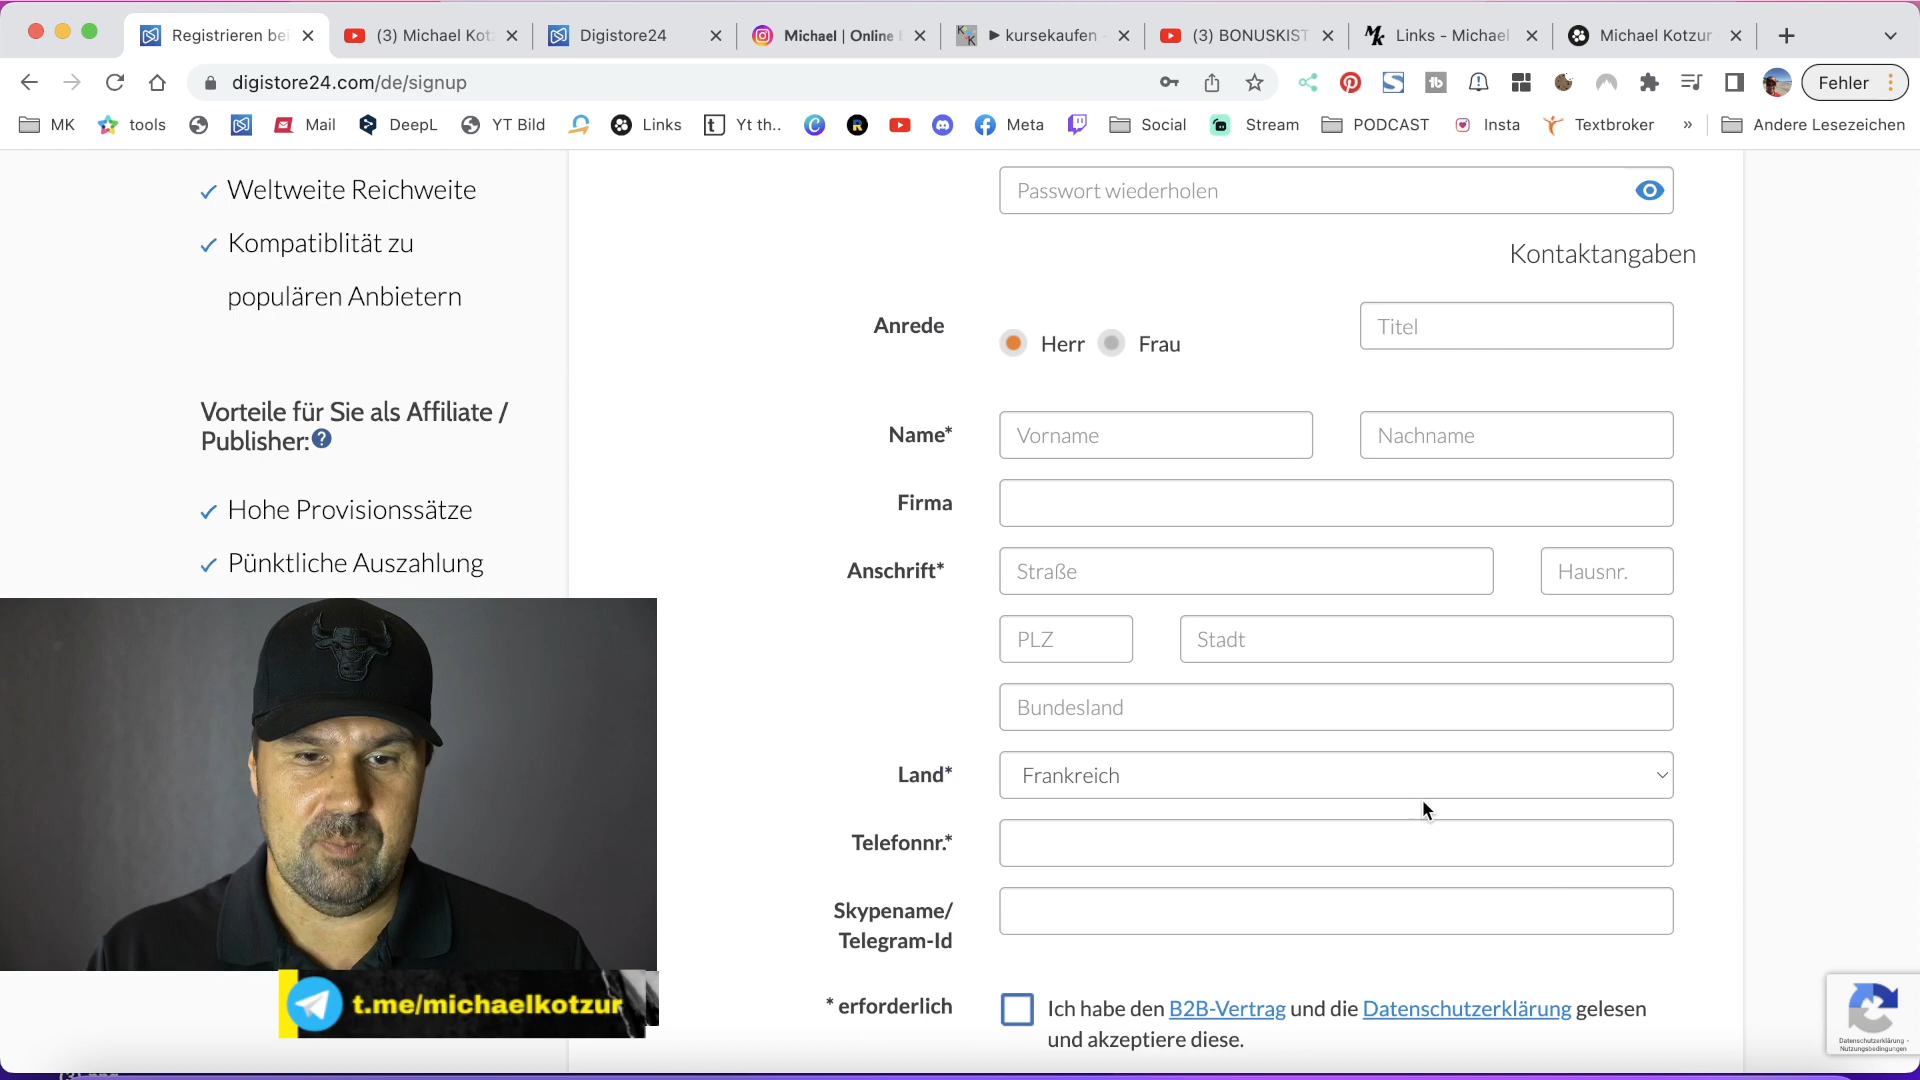 Registrieren bei
(3) Michael Kot
Digistore24
Michael | Online
▶ kursekaufen
(3) BONUSKIST
Links - Michael
Michael Kotzur
digistore24.com/de/signup
Fehler
MK
tools
Mail
DeepL
YT Bild
Links
Yt th..
Meta
Social
Stream
PODCAST
Insta
Textbroker
»
Andere Lesezeichen
Weltweite Reichweite
Kompatiblität zu
populären Anbietern
Vorteile für Sie als Affiliate /
Publisher:
Hohe Provisionssätze
Pünktliche Auszahlung
Passwort wiederholen
Kontaktangaben
Anrede
Herr
Frau
Titel
Name*
Vorname
Nachname
Firma
Anschrift*
Straße
Hausnr.
PLZ
Stadt
Bundesland
Land*
Frankreich
Telefonnr.*
Skypename/
Telegram-Id
* erforderlich
Ich habe den B2B-Vertrag und die Datenschutzerklärung gelesen
und akzeptiere diese.
t.me/michaelkotzur
Datenschutzerklärung -
Nutzungsbedingungen